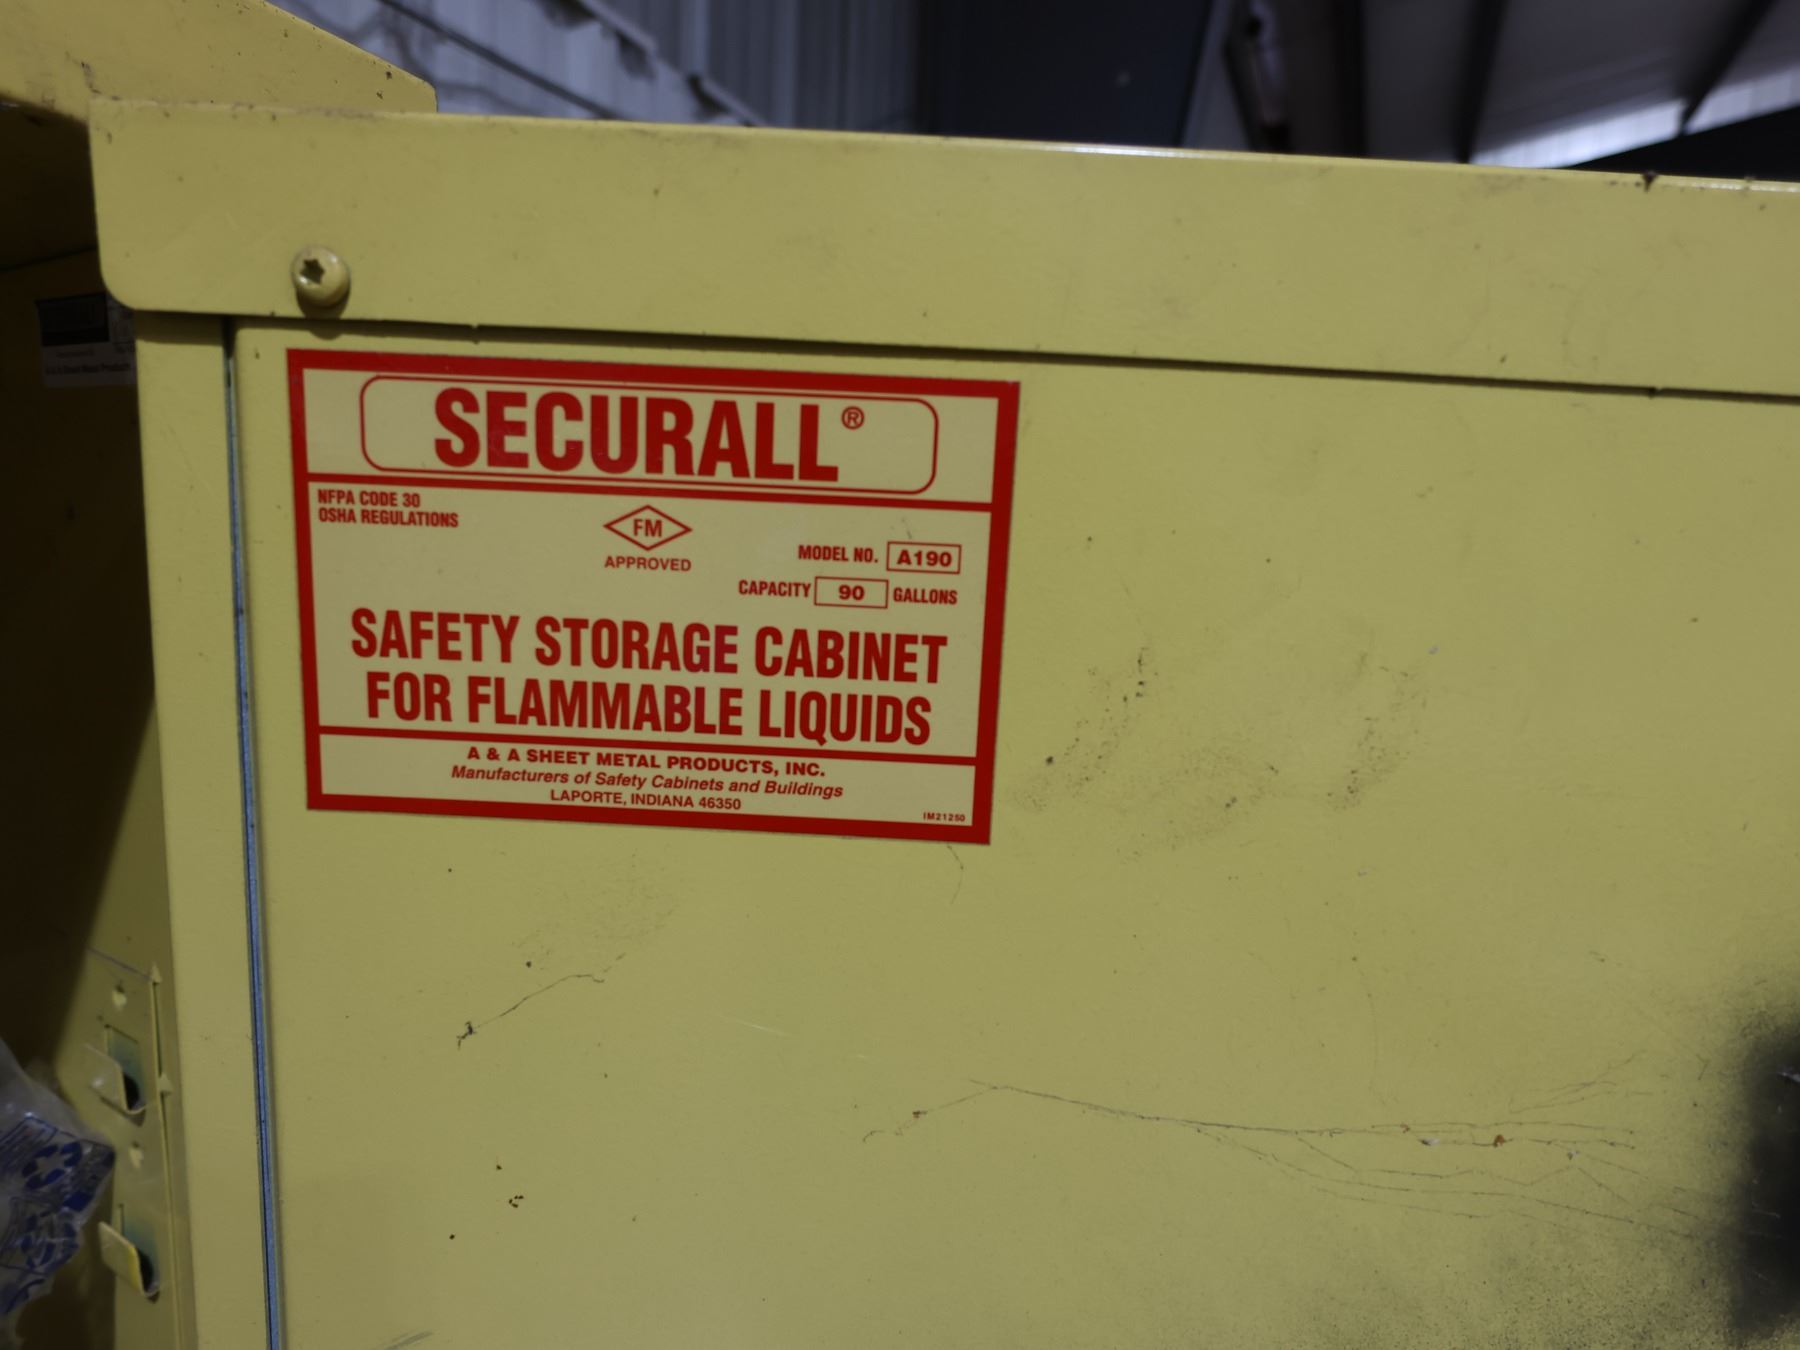 SECURALL®
NFPA CODE 30
OSHA REGULATIONS
FM
APPROVED
MODEL NO. A190
CAPACITY 90 GALLONS
SAFETY STORAGE CABINET
FOR FLAMMABLE LIQUIDS
A & A SHEET METAL PRODUCTS, INC.
Manufacturers of Safety Cabinets and Buildings
LAPORTE, INDIANA 46350
IM21250